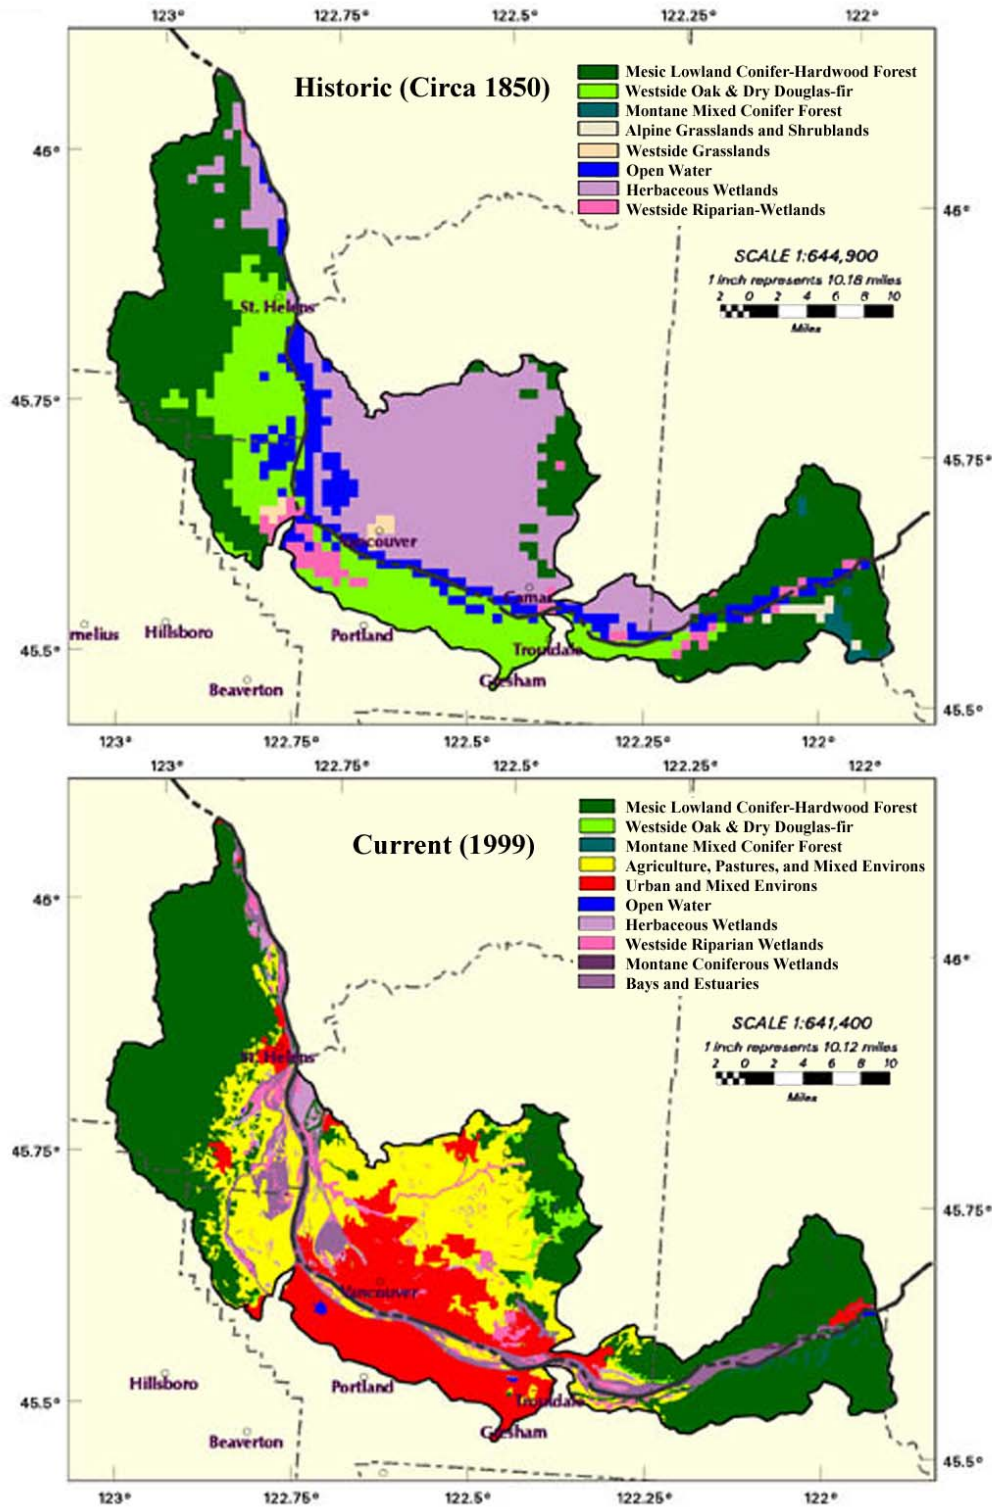 123° 122.75° 122.5° 122.25° 122°
Historic (Circa 1850)
Mesic Lowland Conifer-Hardwood Forest
Westside Oak & Dry Douglas-fir
Montane Mixed Conifer Forest
Alpine Grasslands and Shrublands
Westside Grasslands
Open Water
Herbaceous Wetlands
Westside Riparian-Wetlands
46°
46°
SCALE 1:644,900
1 inch represents 10.18 miles
2 0 2 4 6 8 10
Miles
St. Helens
45.75°
45.75°
Vancouver
Camas
rnelius
Hillsboro
Portland
Troutdale
45.5°
Gresham
Beaverton
45.5°
123° 122.75° 122.5° 122.25° 122°
123° 122.75° 122.5° 122.25° 122°
Current (1999)
Mesic Lowland Conifer-Hardwood Forest
Westside Oak & Dry Douglas-fir
Montane Mixed Conifer Forest
Agriculture, Pastures, and Mixed Environs
Urban and Mixed Environs
Open Water
Herbaceous Wetlands
Westside Riparian Wetlands
Montane Coniferous Wetlands
Bays and Estuaries
46°
46°
SCALE 1:641,400
1 inch represents 10.12 miles
2 0 2 4 6 8 10
Miles
St. Helens
45.75°
45.75°
Vancouver
Hillsboro
Portland
45.5°
Troutdale
Gresham
Beaverton
45.5°
123° 122.75° 122.5° 122.25° 122°